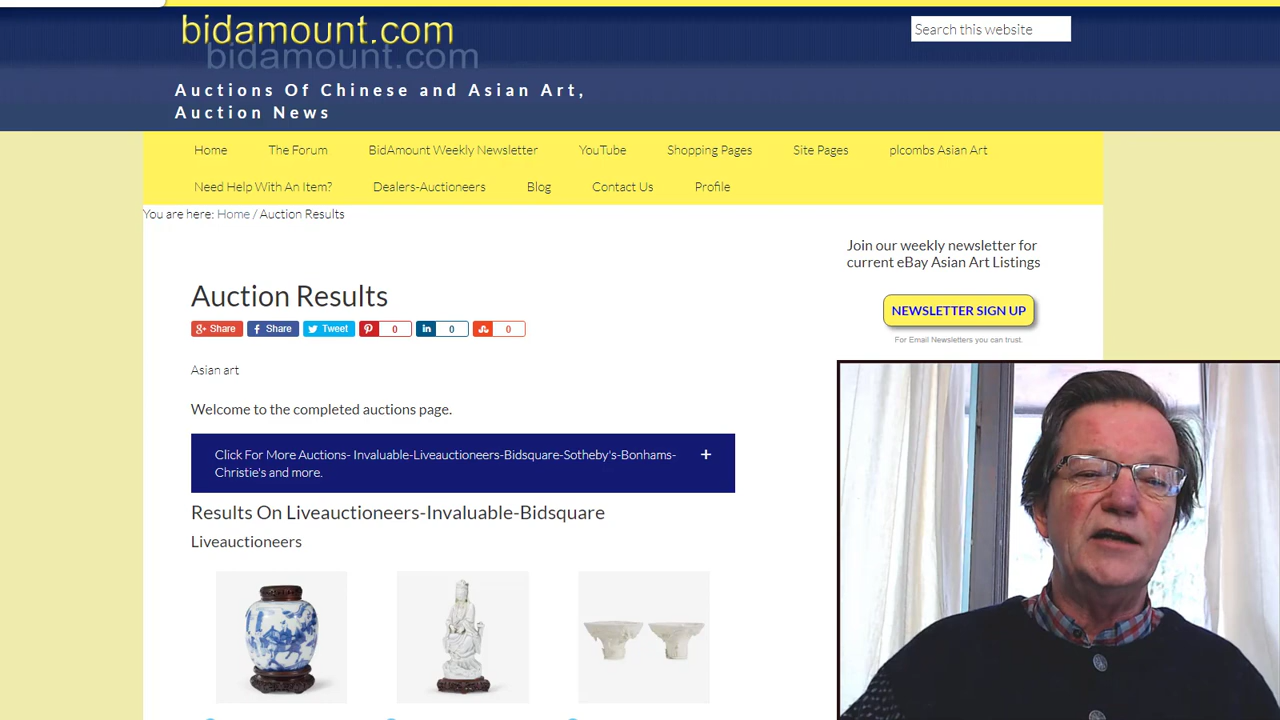 bidamount.com
bidamount.com
Search this website
Auctions Of Chinese and Asian Art,
Auction News
Home The Forum BidAmount Weekly Newsletter YouTube Shopping Pages Site Pages plcombs Asian Art
Need Help With An Item? Dealers-Auctioneers Blog Contact Us Profile
You are here: Home / Auction Results
Join our weekly newsletter for
current eBay Asian Art Listings
Auction Results
NEWSLETTER SIGN UP
Share Share Tweet 0 0 0
For Email Newsletters you can trust.
Asian art
Welcome to the completed auctions page.
Click For More Auctions- Invaluable-Liveauctioneers-Bidsquare-Sotheby's-Bonhams-
Christie's and more.
Results On Liveauctioneers-Invaluable-Bidsquare
Liveauctioneers